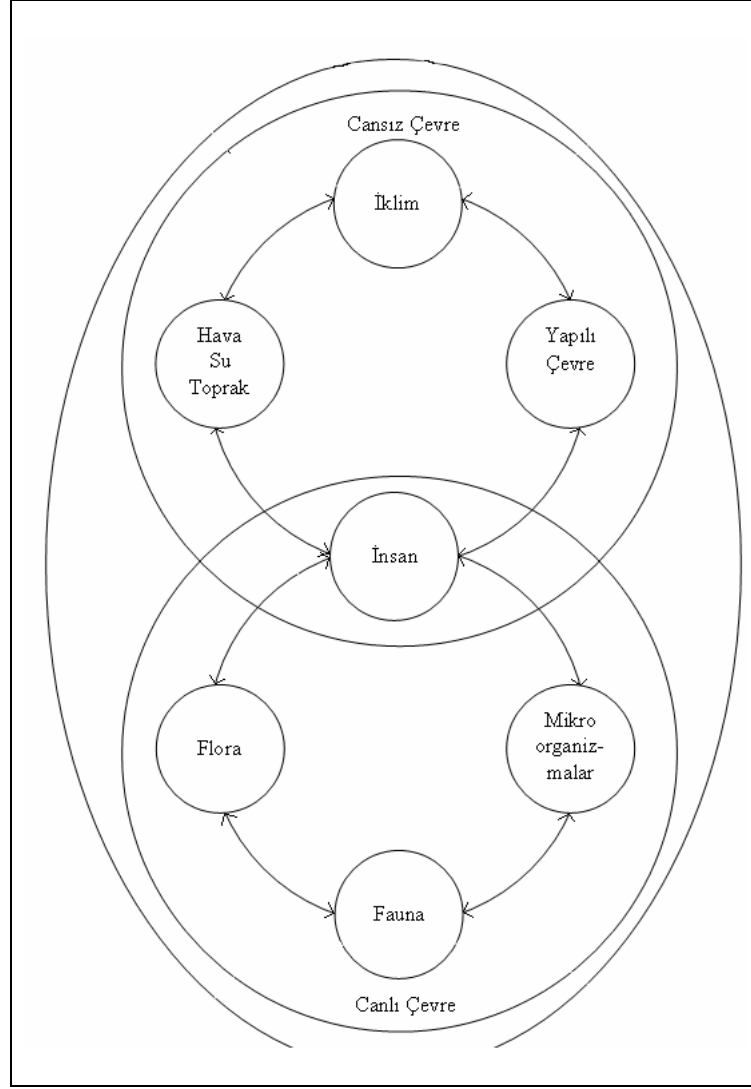 Cansız Çevre
İklim
Hava
Su
Toprak
Yapılı
Çevre
İnsan
Flora
Mikro
organiz-
malar
Fauna
Canlı Çevre